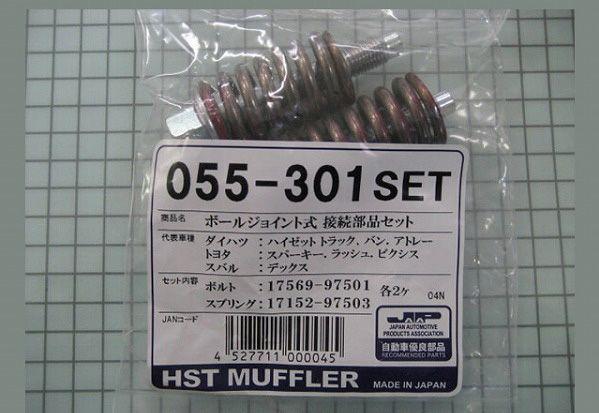 055-301 SET
商品名 ボールジョイント式 接続部品セット
代表車種 ダイハツ : ハイゼット トラック、バン、アトレー
トヨタ : スパーキー、ラッシュ、ピクシス
スバル : デックス
セット内容 ボルト : 17569-97501 各2ケ
スプリング : 17152-97503 04N
JANコード
4 527711 000045
JAPA
JAPAN AUTOMOTIVE
PRODUCTS ASSOCIATION
自動車優良部品
RECOMMENDED PARTS
HST MUFFLER MADE IN JAPAN